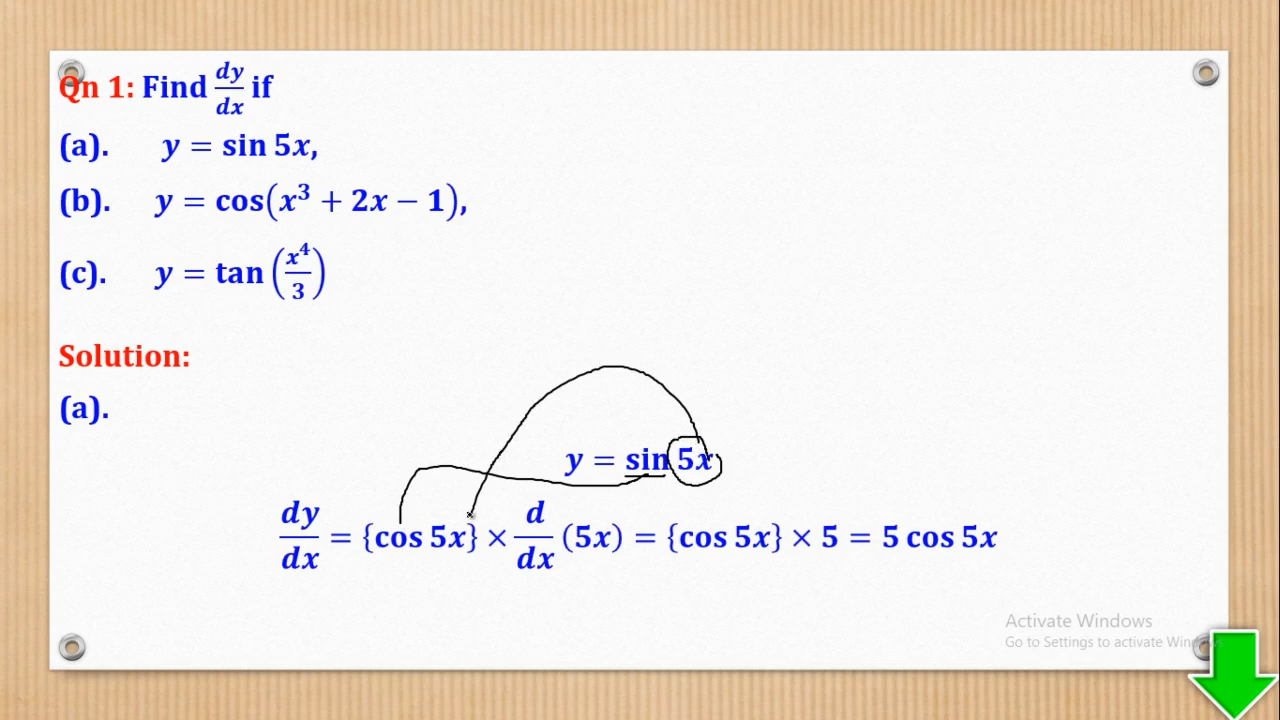 Qn 1: Find dy/dx if
(a). y = sin 5x,
(b). y = cos(x³ + 2x − 1),
(c). y = tan (x⁴/3)
Solution:
(a).
y = sin 5x
dy/dx = {cos 5x} × d/dx (5x) = {cos 5x} × 5 = 5 cos 5x
Activate Windows
Go to Settings to activate Windows